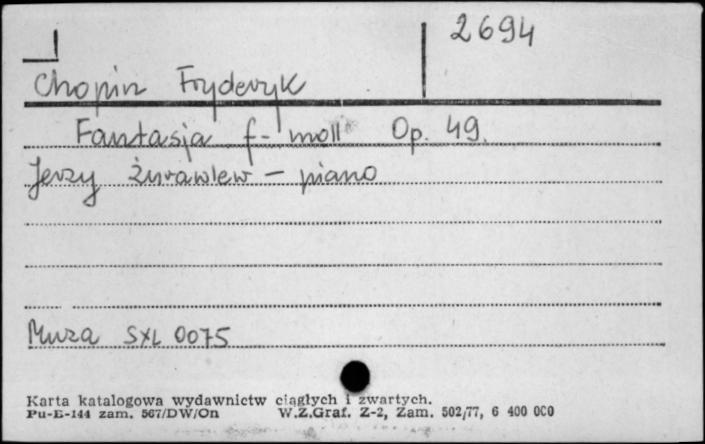 2694
Chopin Fryderyk
Fantasja f-moll Op. 49.
Jerzy Żurawlew – piano
Muza SXL 0075
Karta katalogowa wydawnictw ciągłych i zwartych.
Pu-E-144 zam. 567/DW/On W.Z.Graf. Z-2, Zam. 502/77, 6 400 000